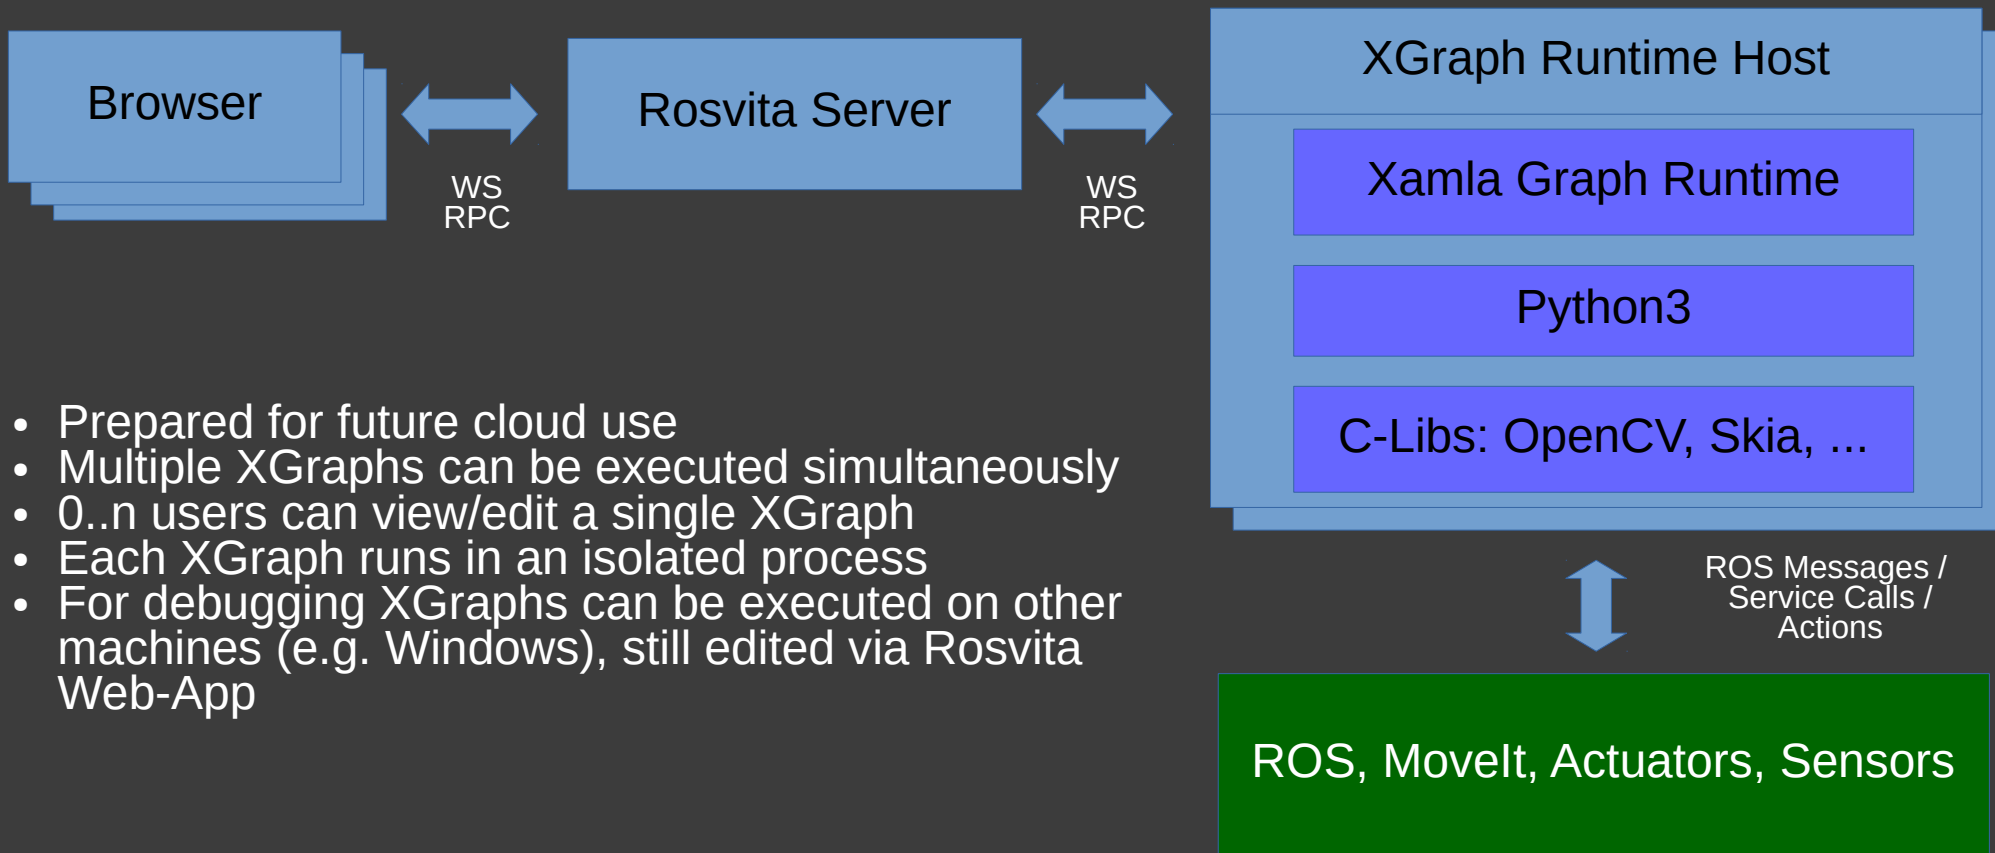 Browser
Rosvita Server
XGraph Runtime Host
WS
RPC
WS
RPC
Xamla Graph Runtime
Python3
C-Libs: OpenCV, Skia, ...
• Prepared for future cloud use
• Multiple XGraphs can be executed simultaneously
• 0..n users can view/edit a single XGraph
• Each XGraph runs in an isolated process
• For debugging XGraphs can be executed on other
machines (e.g. Windows), still edited via Rosvita
Web-App
ROS Messages /
Service Calls /
Actions
ROS, MoveIt, Actuators, Sensors